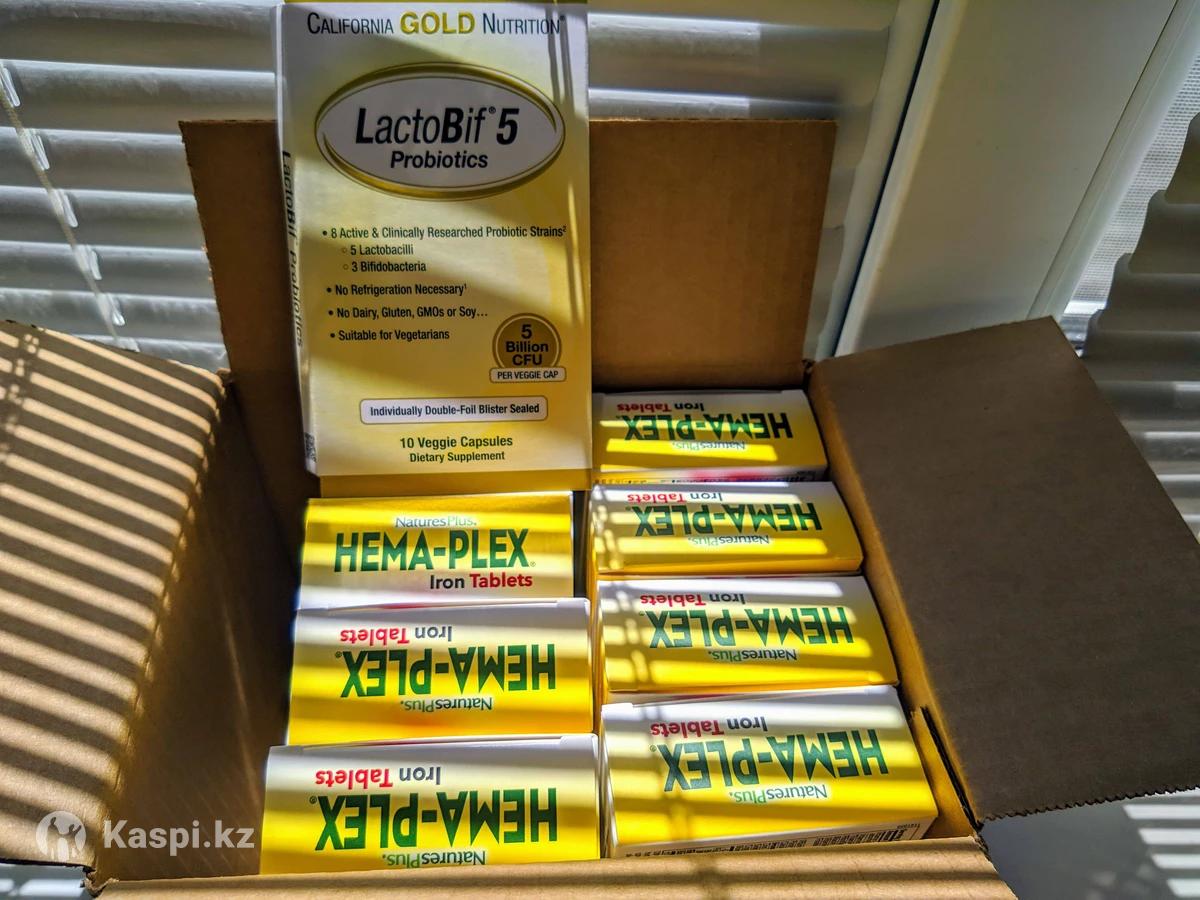 CALIFORNIA GOLD NUTRITION®
LactoBif® 5
Probiotics
LactoBif® Probiotics
• 8 Active & Clinically Researched Probiotic Strains²
○ 5 Lactobacilli
○ 3 Bifidobacteria
• No Refrigeration Necessary¹
• No Dairy, Gluten, GMOs or Soy...
• Suitable for Vegetarians
5
Billion
CFU
PER VEGGIE CAP
Individually Double-Foil Blister Sealed
10 Veggie Capsules
Dietary Supplement
NaturesPlus.
HEMA-PLEX®
Iron Tablets
NaturesPlus.
HEMA-PLEX®
Iron Tablets
NaturesPlus.
HEMA-PLEX®
Iron Tablets
NaturesPlus.
HEMA-PLEX
Iron Tablets
NaturesPlus.
HEMA-PLEX®
Iron Tablets
NaturesPlus.
HEMA-PLEX®
Iron Tablets
NaturesPlus.
HEMA-PLEX®
Iron Tablets
Kaspi.kz